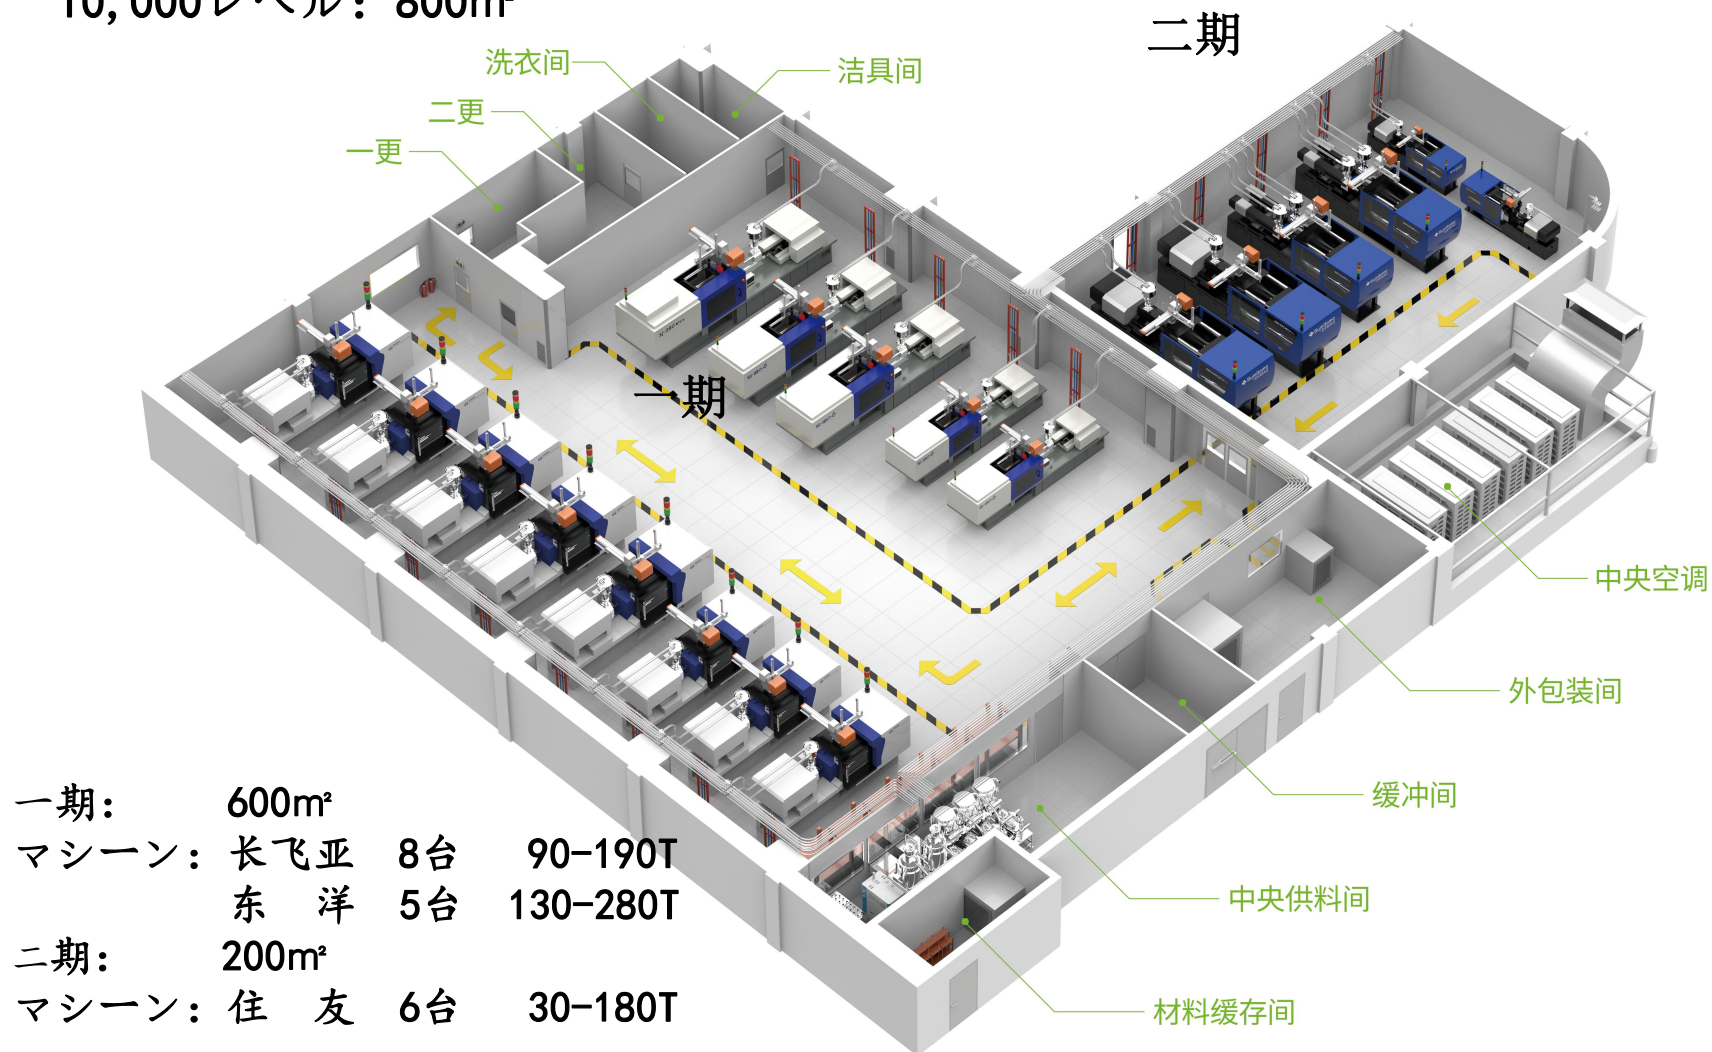 10,000レベル：800㎡
二期
洗衣间
洁具间
二更
一更
一期
中央空调
外包装间
缓冲间
中央供料间
材料缓存间
一期： 600㎡
マシーン：长飞亚 8台 90-190T
东 洋 5台 130-280T
二期： 200㎡
マシーン：住 友 6台 30-180T